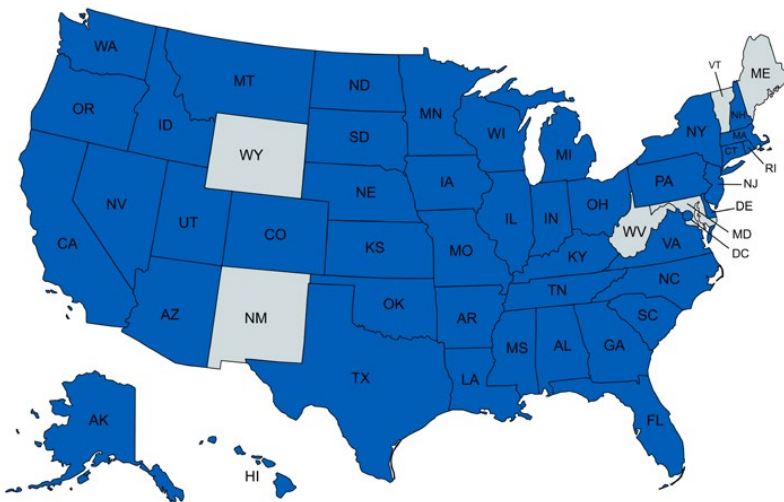 WA
MT
ND
MN
VT
ME
OR
ID
SD
WI
NY
NH
MA
CT
RI
WY
MI
NE
IA
PA
NJ
NV
UT
CO
IL
IN
OH
DE
MD
DC
CA
KS
MO
WV
VA
KY
AZ
NM
OK
AR
TN
NC
SC
TX
LA
MS
AL
GA
FL
AK
HI